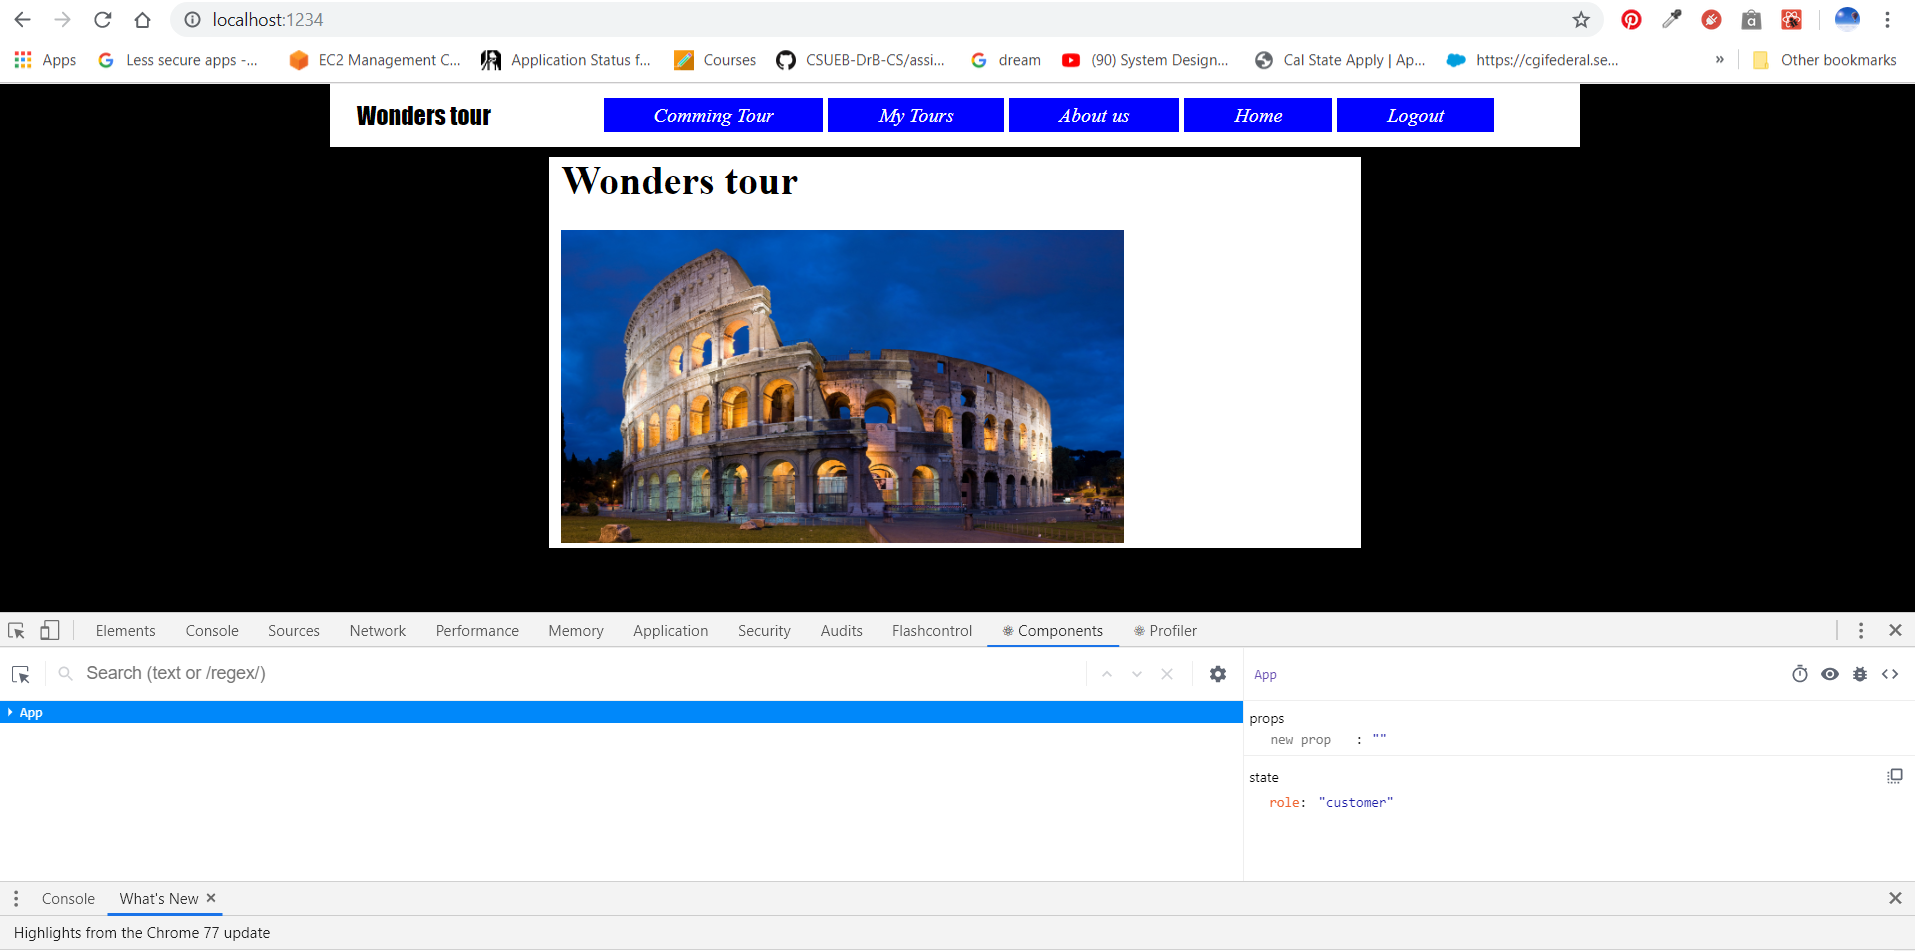 localhost:1234
Apps Less secure apps -... EC2 Management C... Application Status f... Courses CSUEB-DrB-CS/assi... dream (90) System Design... Cal State Apply | Ap... https://cgifederal.se... » Other bookmarks
Wonders tour Comming Tour My Tours About us Home Logout
Wonders tour
Elements Console Sources Network Performance Memory Application Security Audits Flashcontrol Components Profiler
Search (text or /regex/) App
App
props
new prop : ""
state
role: "customer"
Console What's New
Highlights from the Chrome 77 update